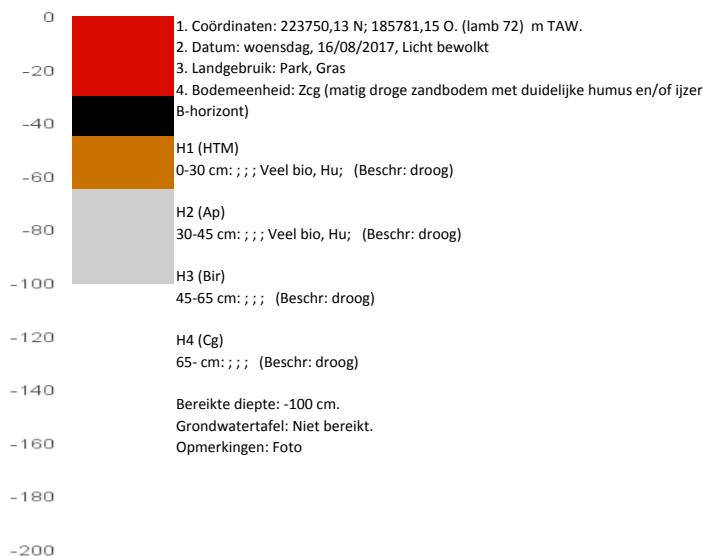 0
-20
-40
-60
-80
-100
-120
-140
-160
-180
-200
1. Coördinaten: 223750,13 N; 185781,15 O. (lamb 72)  m TAW.
2. Datum: woensdag, 16/08/2017, Licht bewolkt
3. Landgebruik: Park, Gras
4. Bodemeenheid: Zcg (matig droge zandbodem met duidelijke humus en/of ijzer
B-horizont)
H1 (HTM)
0-30 cm: ; ; ; Veel bio, Hu;   (Beschr: droog)
H2 (Ap)
30-45 cm: ; ; ; Veel bio, Hu;   (Beschr: droog)
H3 (Bir)
45-65 cm: ; ; ;   (Beschr: droog)
H4 (Cg)
65- cm: ; ; ;   (Beschr: droog)
Bereikte diepte: -100 cm.
Grondwatertafel: Niet bereikt.
Opmerkingen: Foto